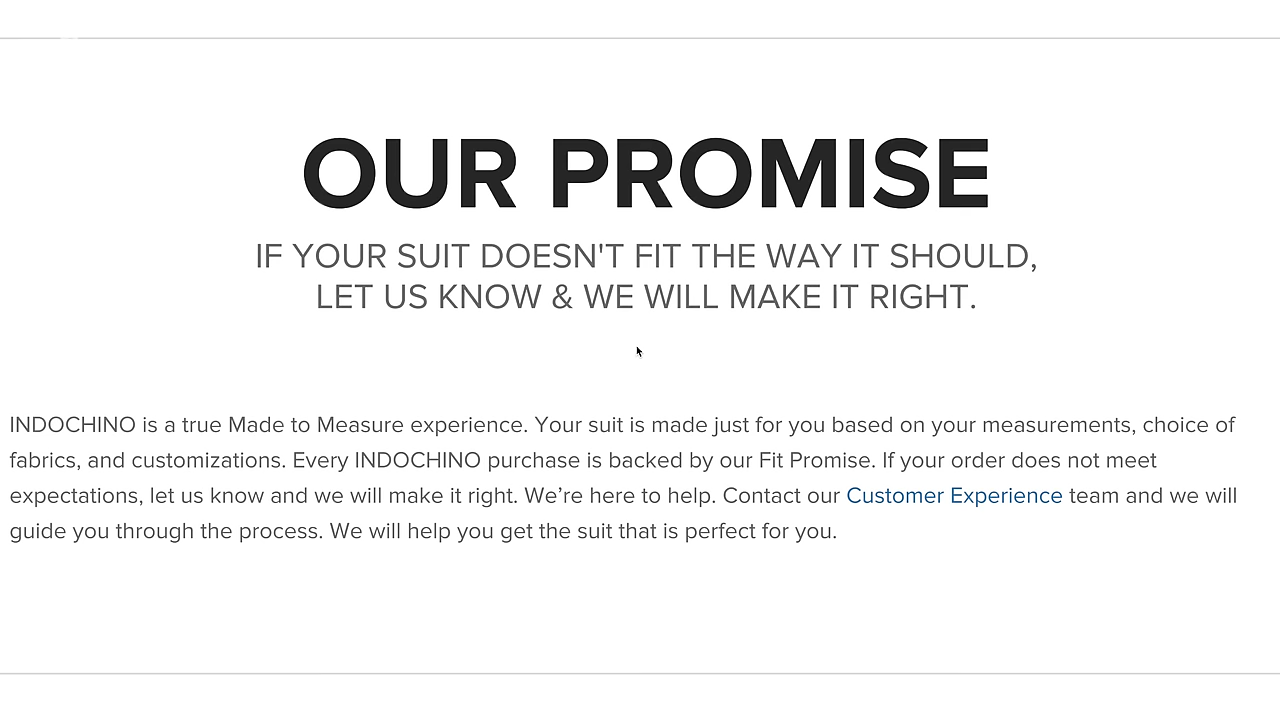 OUR PROMISE
IF YOUR SUIT DOESN'T FIT THE WAY IT SHOULD,
LET US KNOW & WE WILL MAKE IT RIGHT.
INDOCHINO is a true Made to Measure experience. Your suit is made just for you based on your measurements, choice of
fabrics, and customizations. Every INDOCHINO purchase is backed by our Fit Promise. If your order does not meet
expectations, let us know and we will make it right. We’re here to help. Contact our Customer Experience team and we will
guide you through the process. We will help you get the suit that is perfect for you.